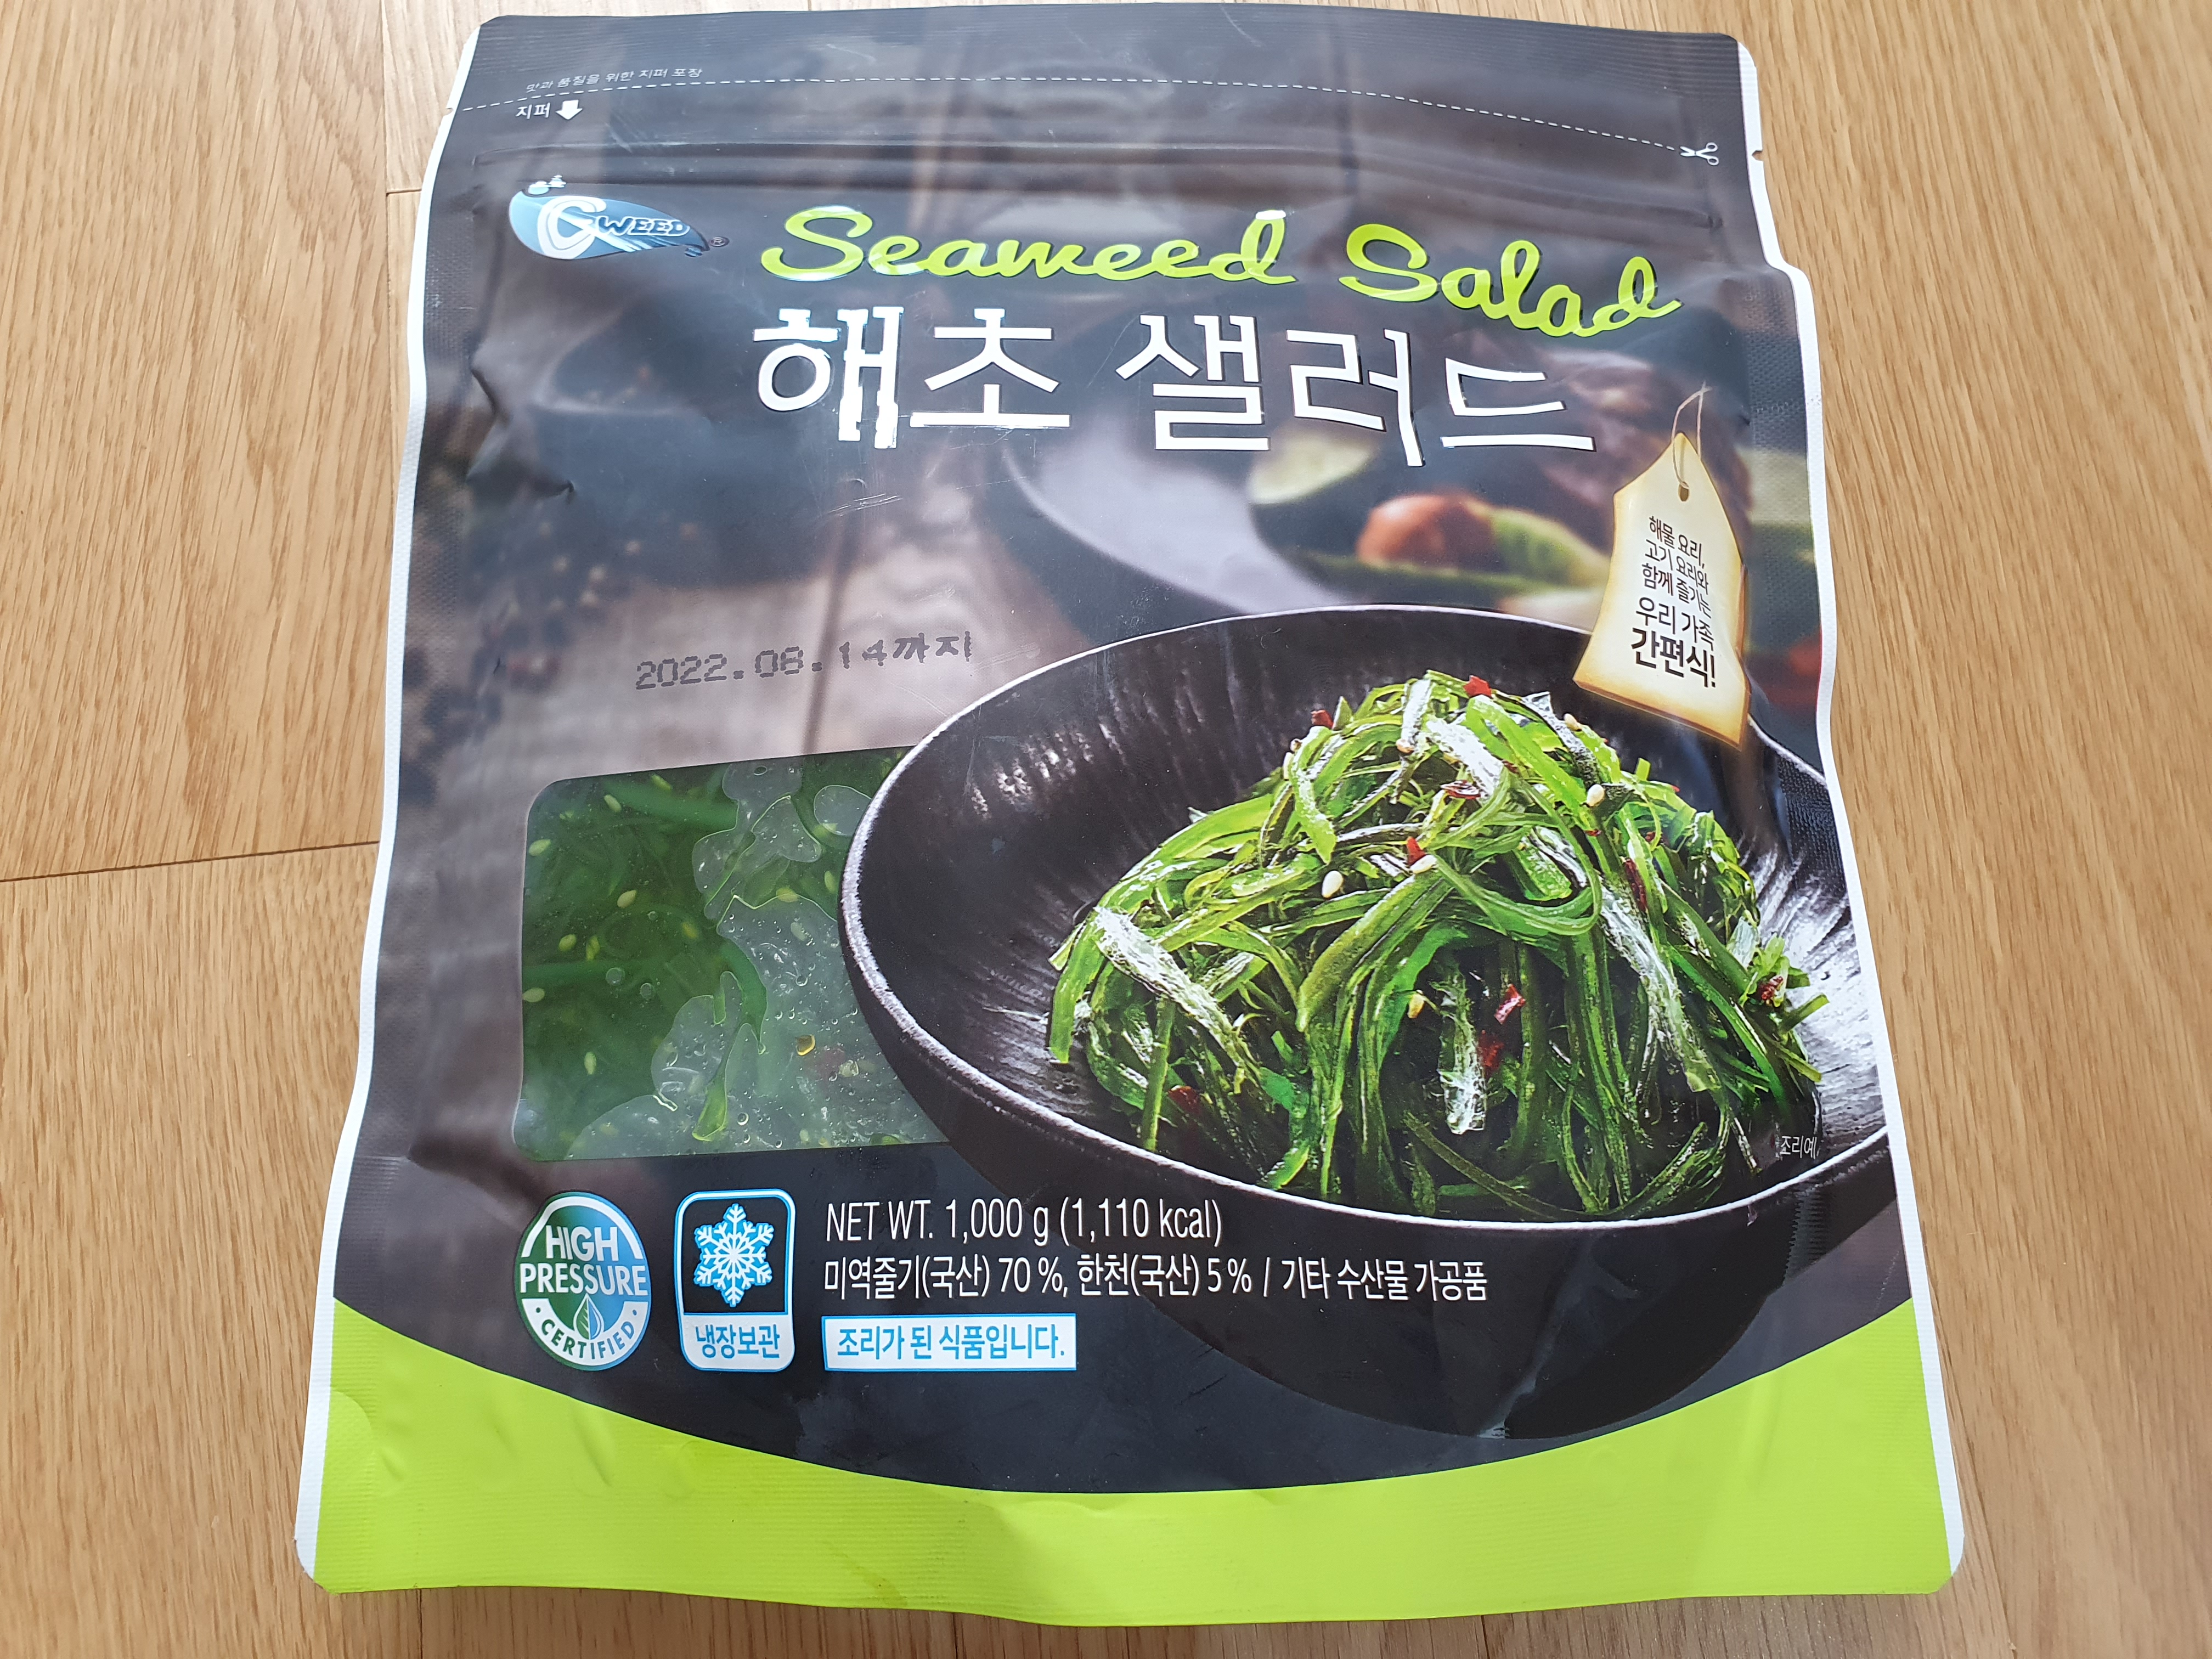 맛과 품질을 위한 지퍼 포장
지퍼
CWEED®
Seaweed Salad
해초 샐러드
해물 요리,
고기 요리와
함께 즐기는
우리 가족
간편식!
2022.08.14까지
조리예
HIGH
PRESSURE
CERTIFIED
냉장보관
NET WT. 1,000 g (1,110 kcal)
미역줄기(국산) 70 %, 한천(국산) 5 % / 기타 수산물 가공품
조리가 된 식품입니다.